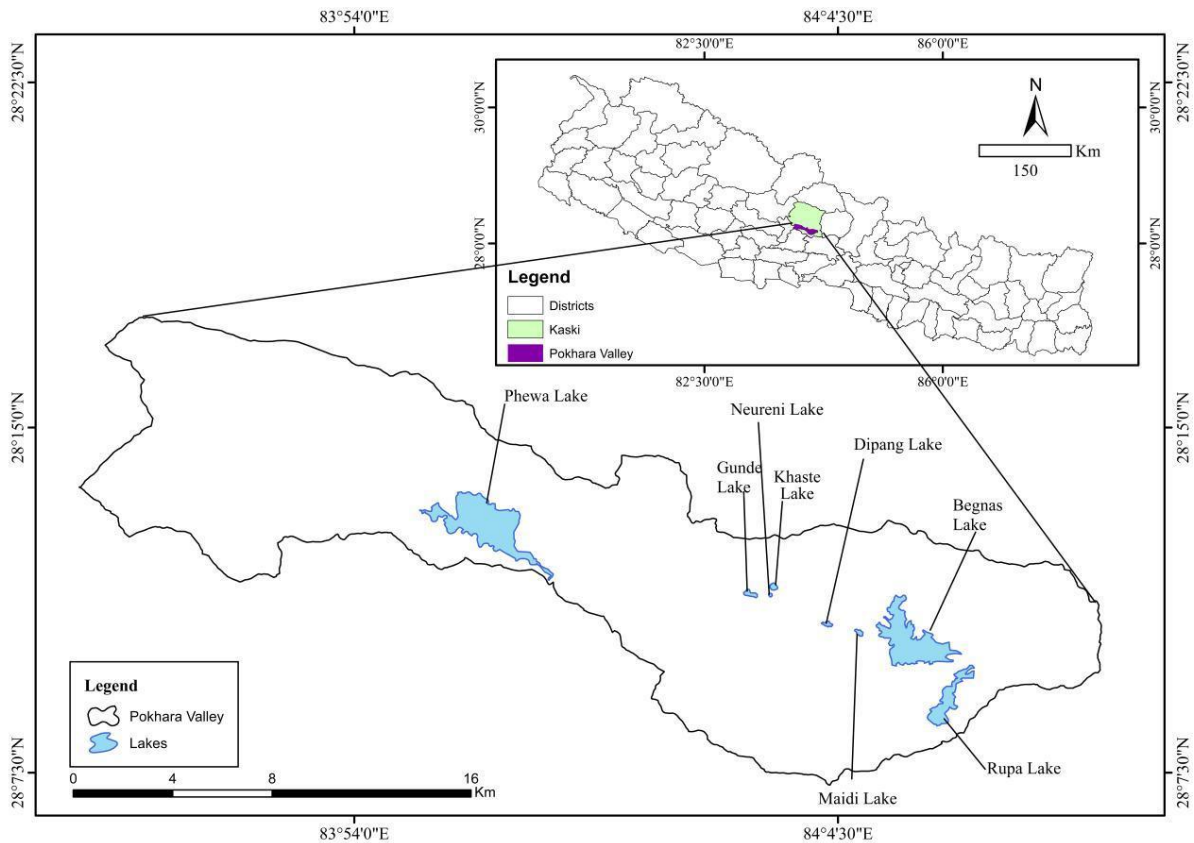 83°54'0"E
84°4'30"E
82°30'0"E
86°0'0"E
28°22'30"N
30°0'0"N
N
Km
150
30°0'0"N
28°22'30"N
28°0'0"N
28°0'0"N
Legend
Districts
Kaski
Pokhara Valley
82°30'0"E
86°0'0"E
28°15'0"N
28°15'0"N
Phewa Lake
Neureni Lake
Dipang Lake
Gunde
Lake
Khaste
Lake
Begnas
Lake
Legend
Pokhara Valley
Lakes
Rupa Lake
Maidi Lake
28°7'30"N
28°7'30"N
0
4
8
16
Km
83°54'0"E
84°4'30"E